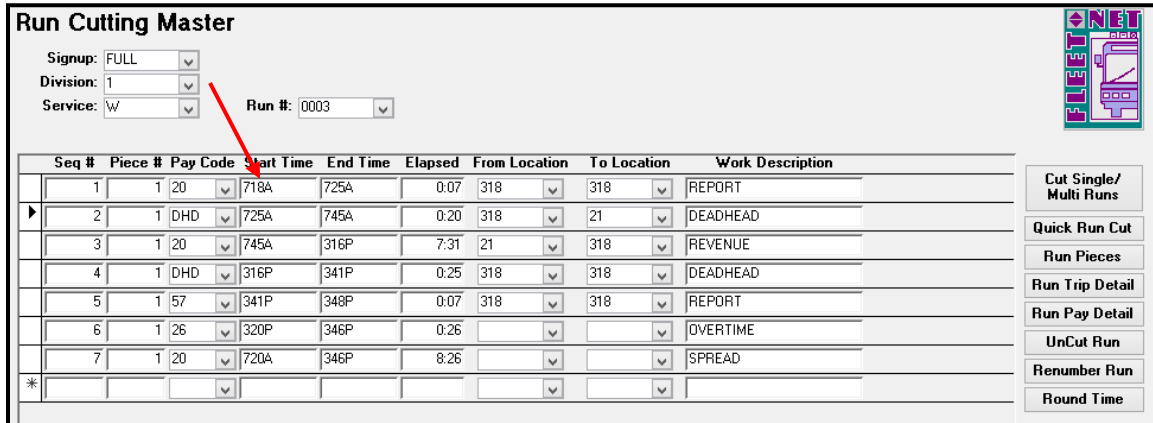 Run Cutting Master
Signup: FULL
Division: 1
Service: W Run #: 0003
FLEET NET
Seq # Piece # Pay Code Start Time End Time Elapsed From Location To Location Work Description
1 1 20 718A 725A 0:07 318 318 REPORT
2 1 DHD 725A 745A 0:20 318 21 DEADHEAD
3 1 20 745A 316P 7:31 21 318 REVENUE
4 1 DHD 316P 341P 0:25 318 318 DEADHEAD
5 1 57 341P 348P 0:07 318 318 REPORT
6 1 26 320P 346P 0:26 OVERTIME
7 1 20 720A 346P 8:26 SPREAD
*
Cut Single/
Multi Runs
Quick Run Cut
Run Pieces
Run Trip Detail
Run Pay Detail
UnCut Run
Renumber Run
Round Time